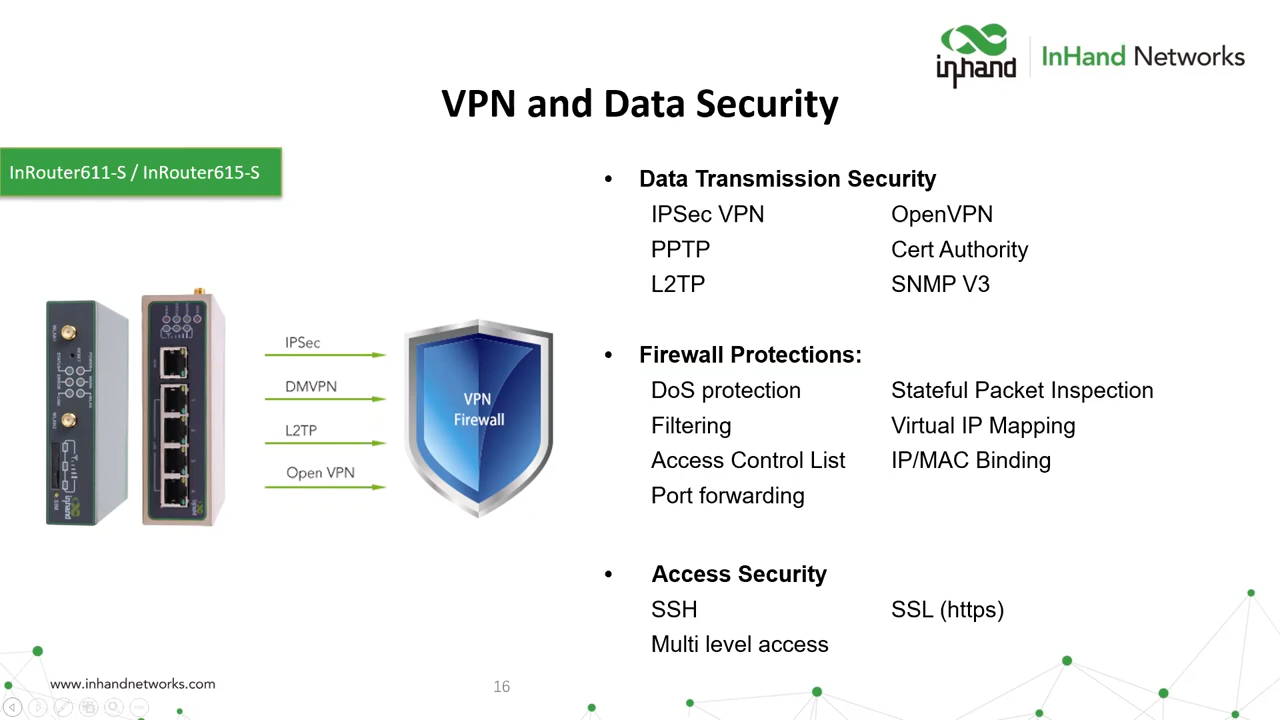 inhand
InHand Networks
VPN and Data Security
InRouter611-S / InRouter615-S
IPSec
DMVPN
L2TP
Open VPN
VPN
Firewall
• Data Transmission Security
IPSec VPN OpenVPN
PPTP Cert Authority
L2TP SNMP V3
• Firewall Protections:
DoS protection Stateful Packet Inspection
Filtering Virtual IP Mapping
Access Control List IP/MAC Binding
Port forwarding
• Access Security
SSH SSL (https)
Multi level access
www.inhandnetworks.com
16